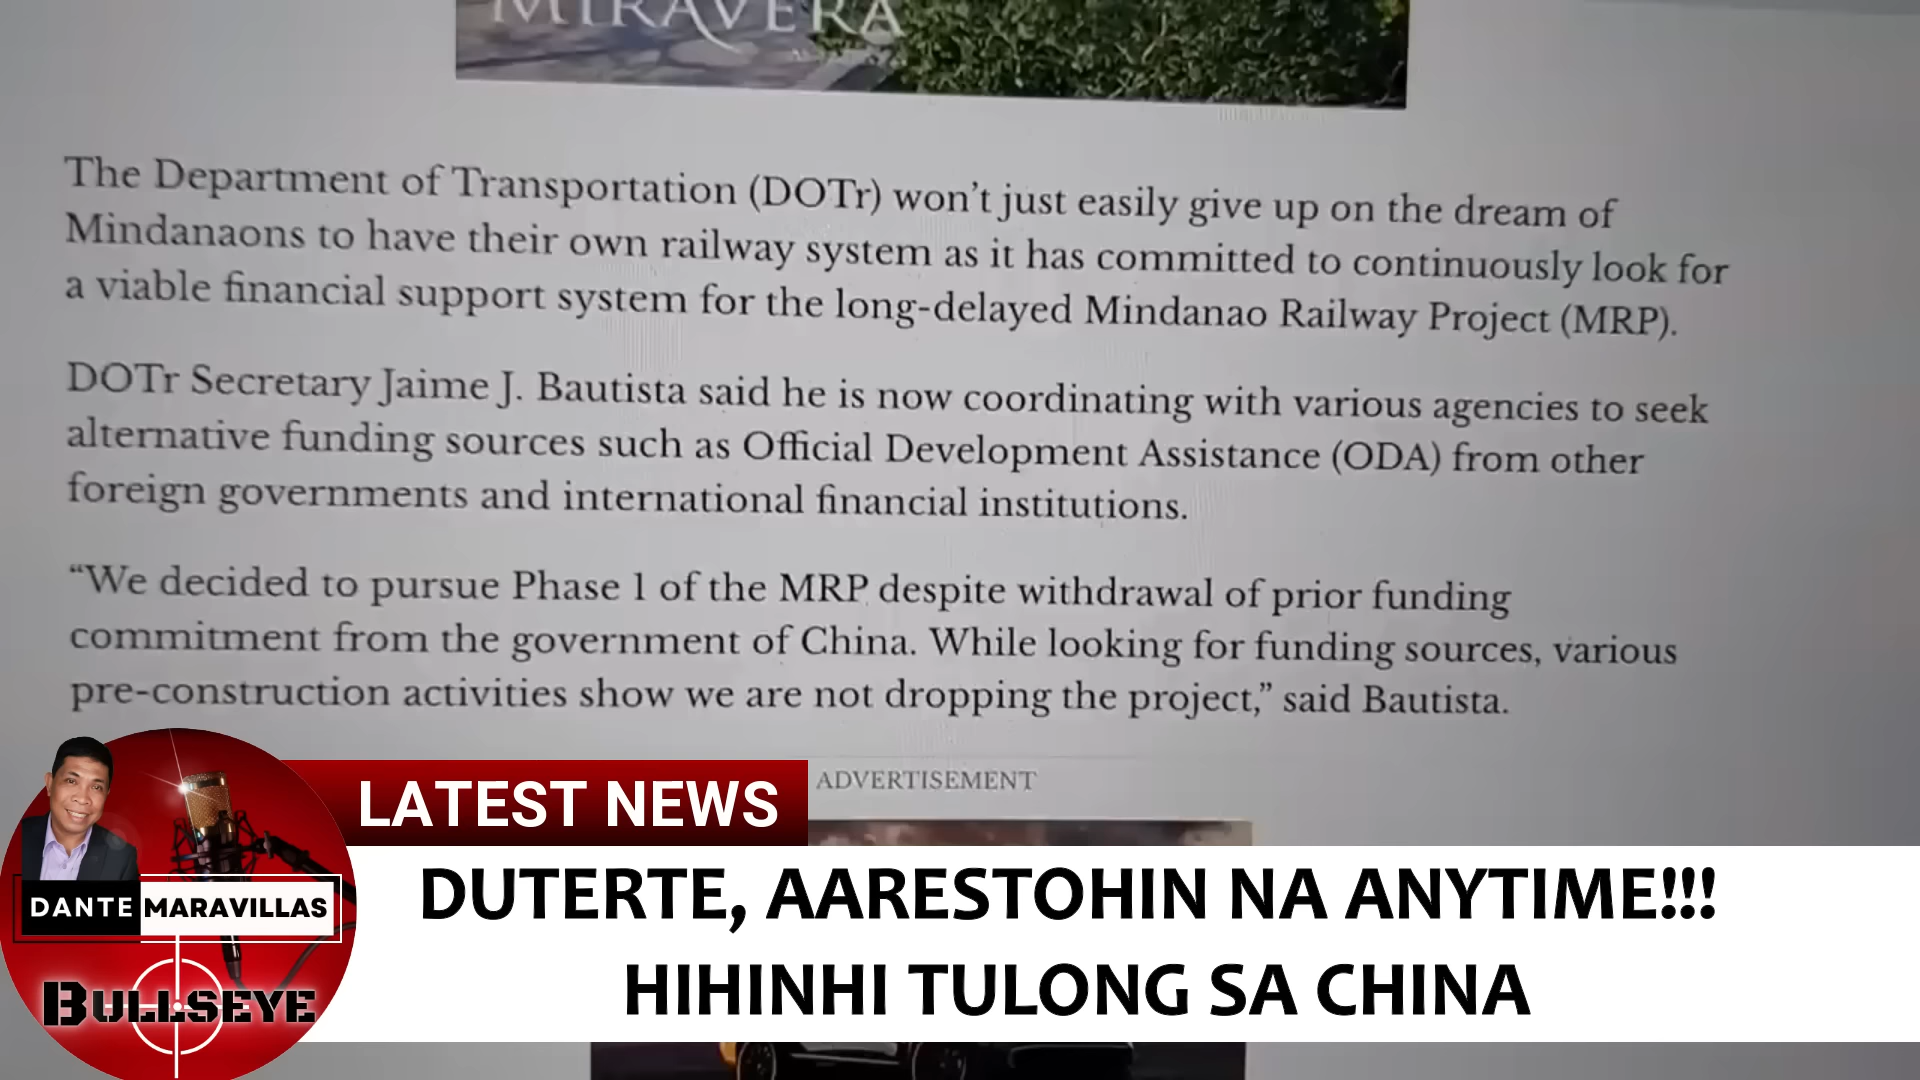 MIRAVERA
The Department of Transportation (DOTr) won't just easily give up on the dream of
Mindanaons to have their own railway system as it has committed to continuously look for
a viable financial support system for the long-delayed Mindanao Railway Project (MRP).
DOTr Secretary Jaime J. Bautista said he is now coordinating with various agencies to seek
alternative funding sources such as Official Development Assistance (ODA) from other
foreign governments and international financial institutions.
“We decided to pursue Phase 1 of the MRP despite withdrawal of prior funding
commitment from the government of China. While looking for funding sources, various
pre-construction activities show we are not dropping the project,” said Bautista.
ADVERTISEMENT
LATEST NEWS
DUTERTE, AARESTOHIN NA ANYTIME!!!
HIHINHI TULONG SA CHINA
DANTE MARAVILLAS
BULLSEYE